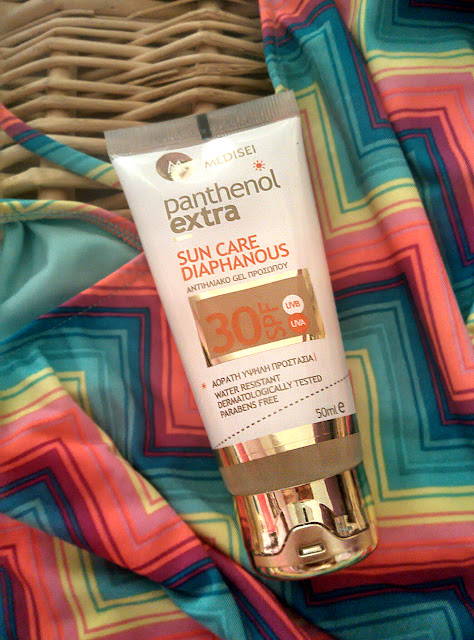 MEDISEI
panthenol
extra
SUN CARE
DIAPHANOUS
ΑΝΤΗΛΙΑΚΟ GEL ΠΡΟΣΩΠΟΥ
30 SPF
UVB
UVA
ΑΟΡΑΤΗ ΥΨΗΛΗ ΠΡΟΣΤΑΣΙΑ
WATER RESISTANT
DERMATOLOGICALLY TESTED
PARABENS FREE
50ml e